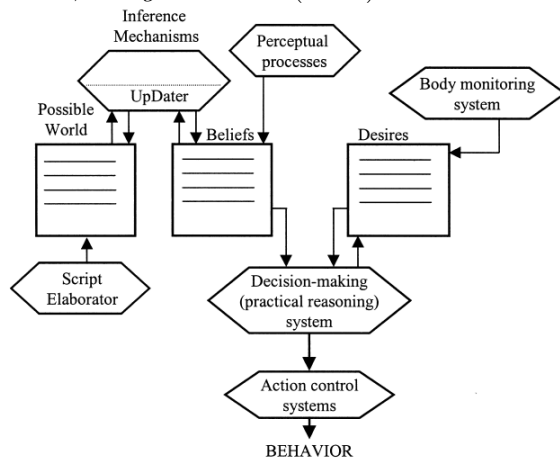 Inference
Mechanisms
Perceptual
processes
UpDater
Body monitoring
system
Possible
World
Beliefs
Desires
Script
Elaborator
Decision-making
(practical reasoning)
system
Action control
systems
BEHAVIOR